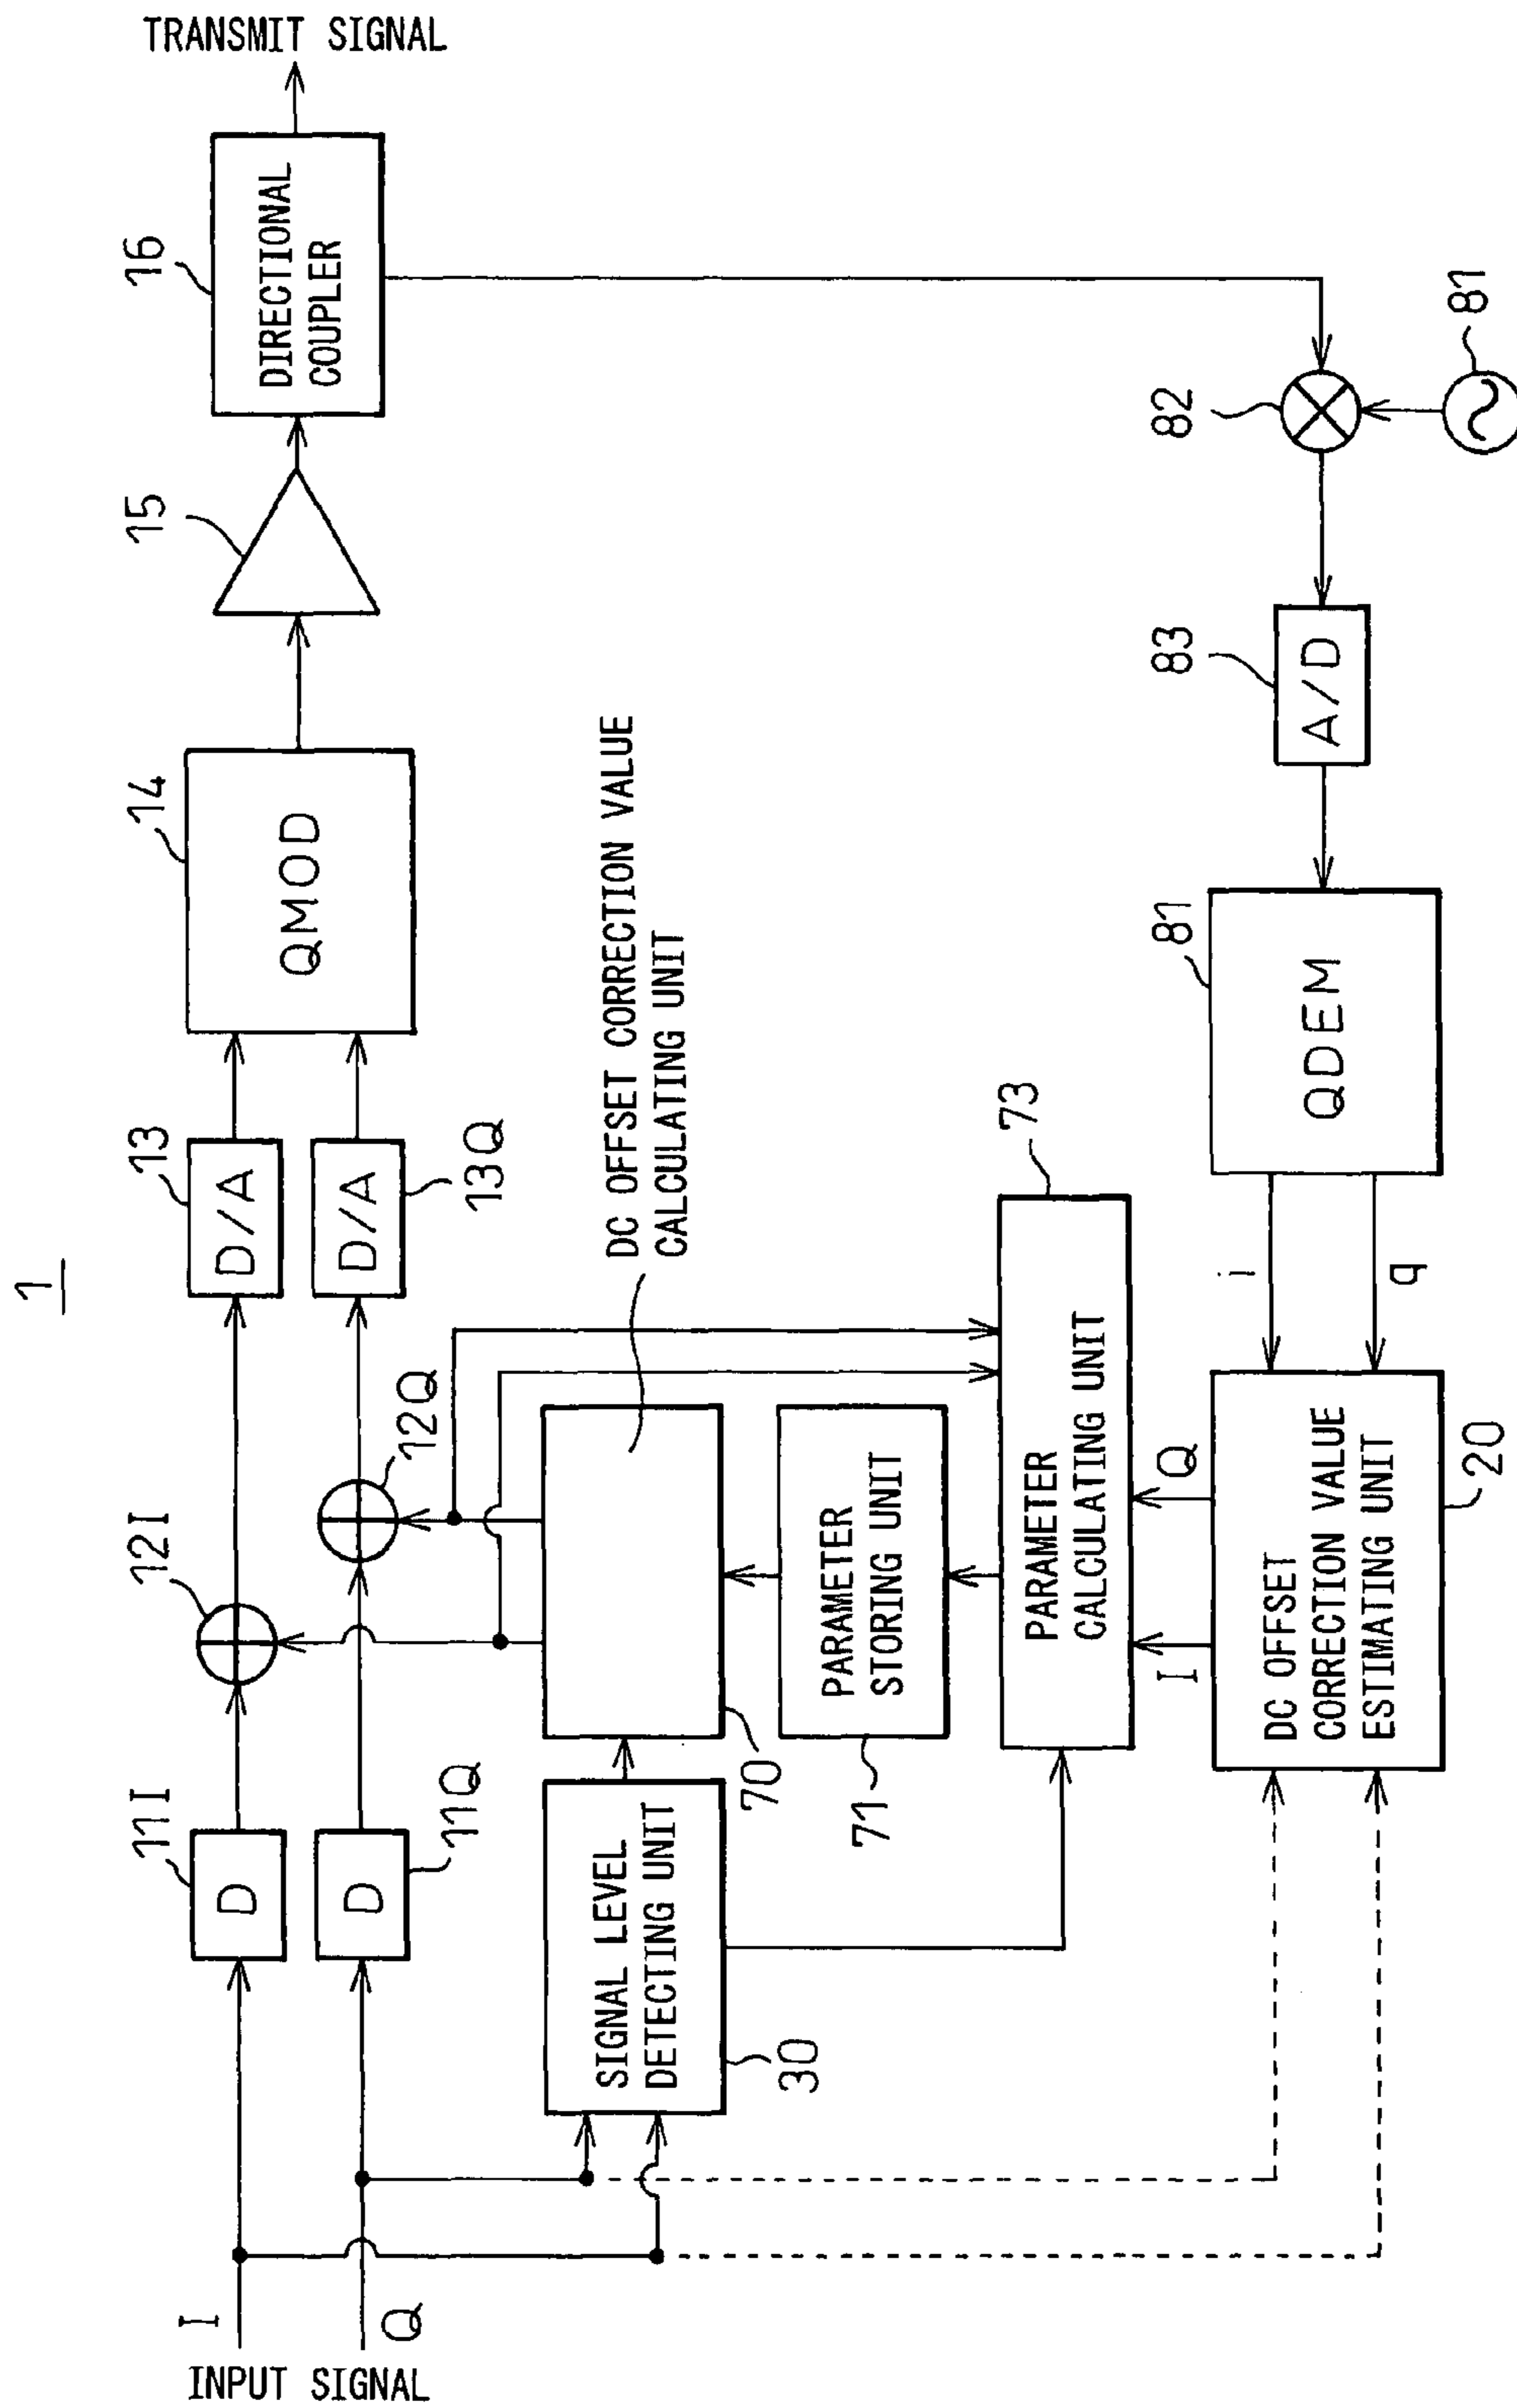 1
INPUT SIGNAL
I
Q
11I
D
11Q
D
12I
12Q
13
D/A
13Q
D/A
14
QMOD
15
16
DIRECTIONAL
COUPLER
TRANSMIT SIGNAL
SIGNAL LEVEL
DETECTING UNIT
30
70
DC OFFSET CORRECTION VALUE
CALCULATING UNIT
PARAMETER
STORING UNIT
71
PARAMETER
CALCULATING UNIT
73
I
Q
DC OFFSET
CORRECTION VALUE
ESTIMATING UNIT
20
i
q
QDEM
81
A/D
83
82
81